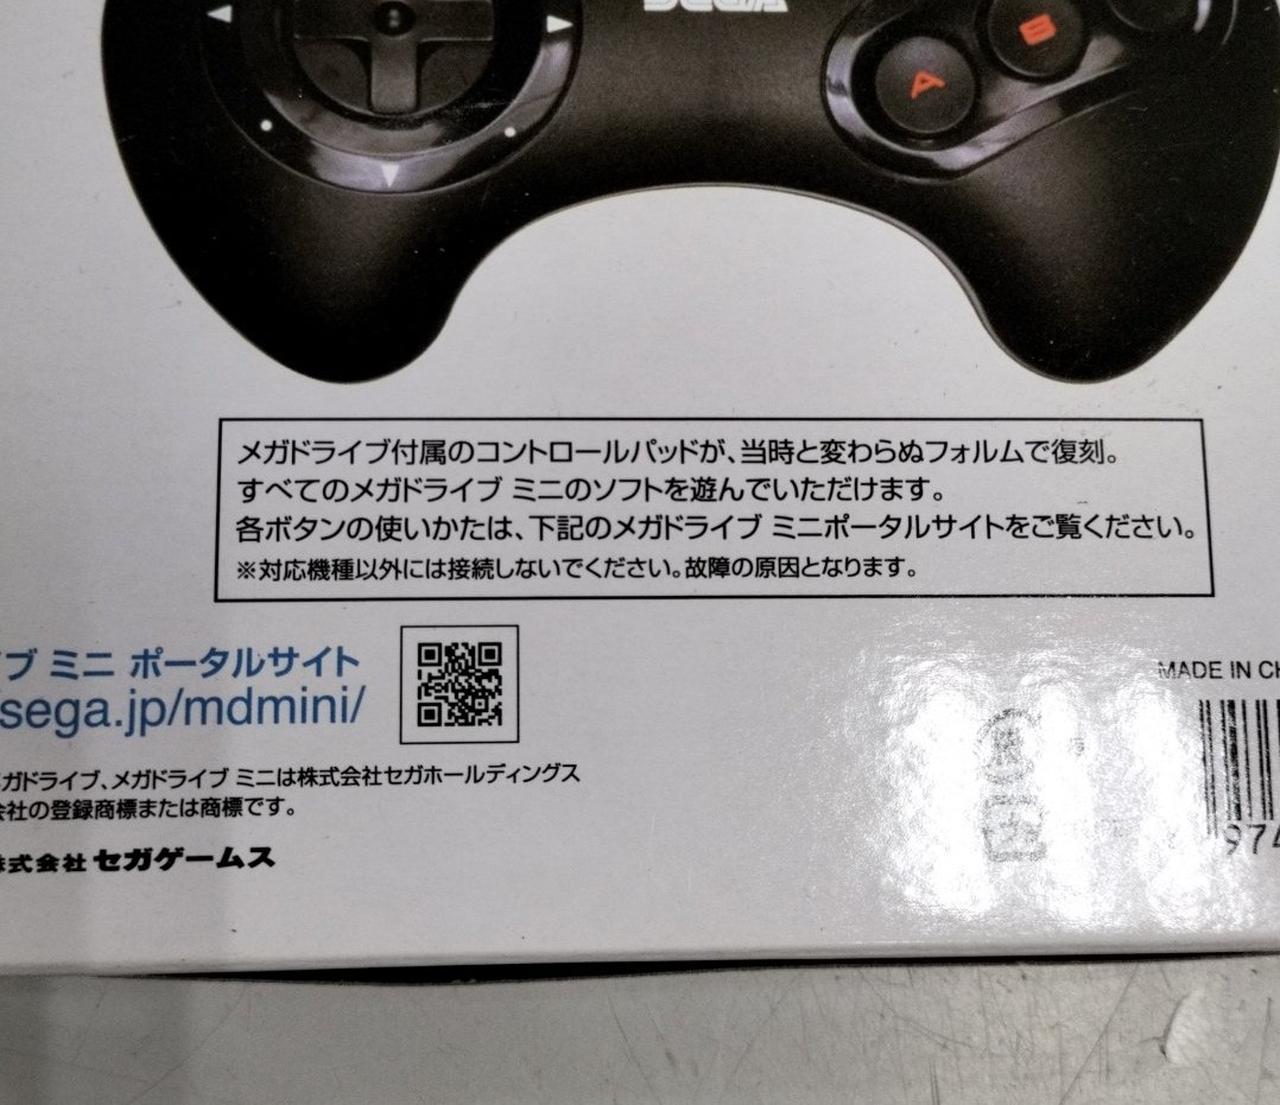 SEGA
B
A
メガドライブ付属のコントロールパッドが、当時と変わらぬフォルムで復刻。
すべてのメガドライブ ミニのソフトを遊んでいただけます。
各ボタンの使いかたは、下記のメガドライブ ミニポータルサイトをご覧ください。
※対応機種以外には接続しないでください。故障の原因となります。
ブ ミニ ポータルサイト
sega.jp/mdmini/
MADE IN CH
ガドライブ、メガドライブ ミニは株式会社セガホールディングス
会社の登録商標または商標です。
株式会社 セガゲームス
974